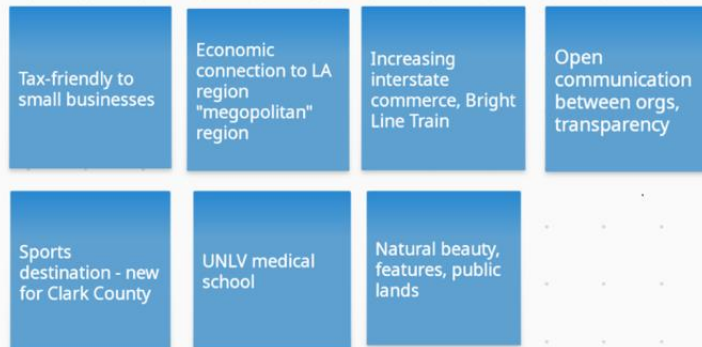 Tax-friendly to
small businesses
Economic
connection to LA
region
"megopolitan"
region
Increasing
interstate
commerce, Bright
Line Train
Open
communication
between orgs,
transparency
Sports
destination - new
for Clark County
UNLV medical
school
Natural beauty,
features, public
lands